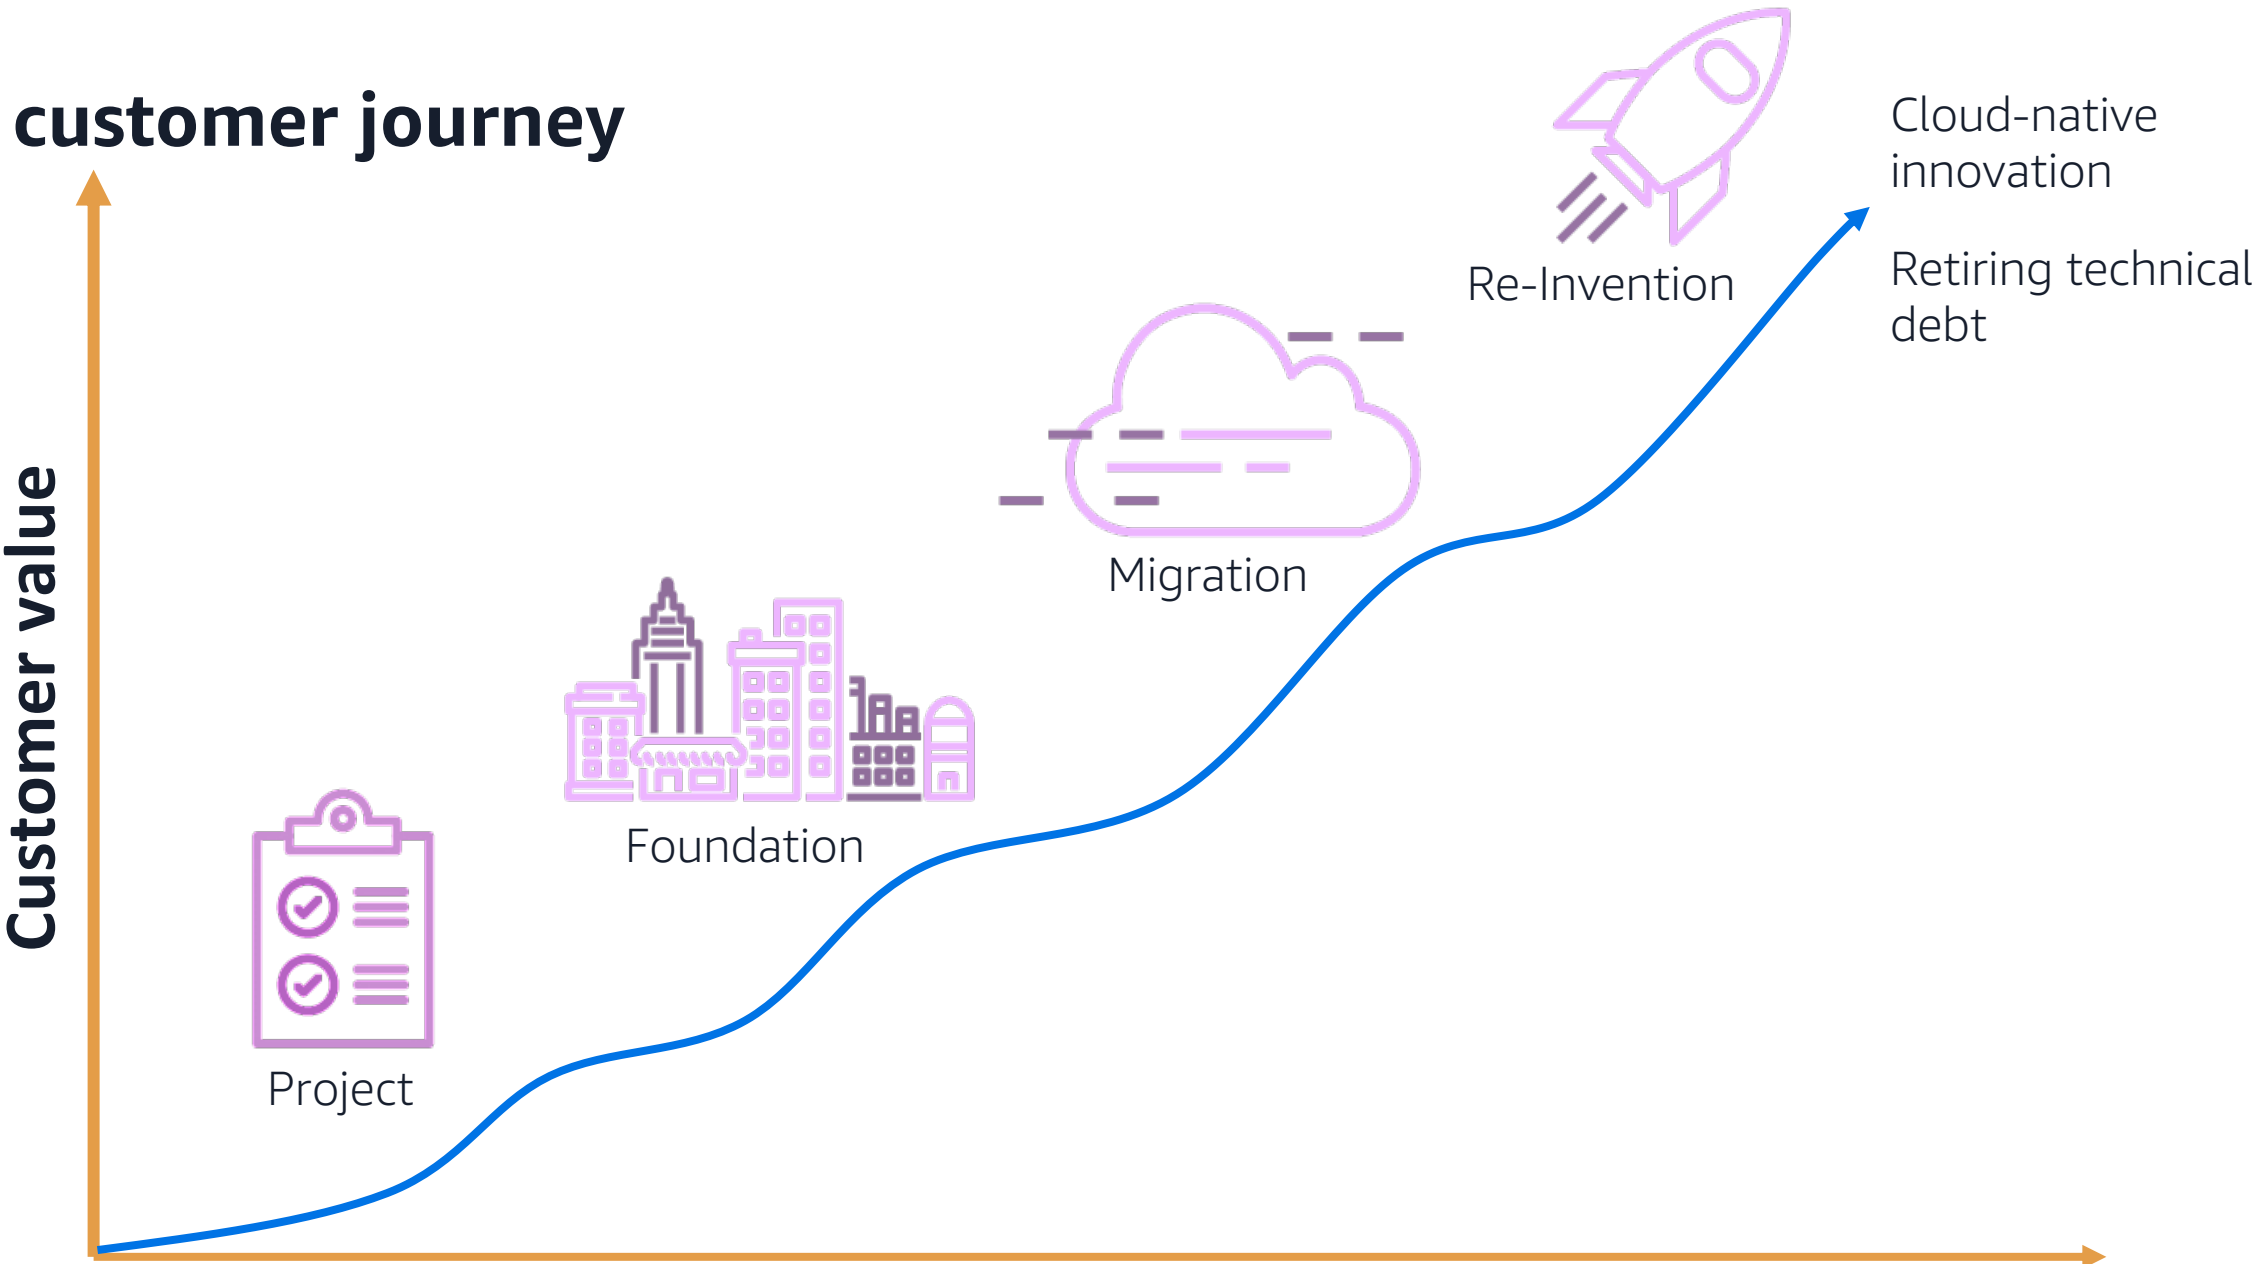 customer journey
Cloud-native
innovation
Re-Invention
Retiring technical
debt
Customer value
Migration
Foundation
Project